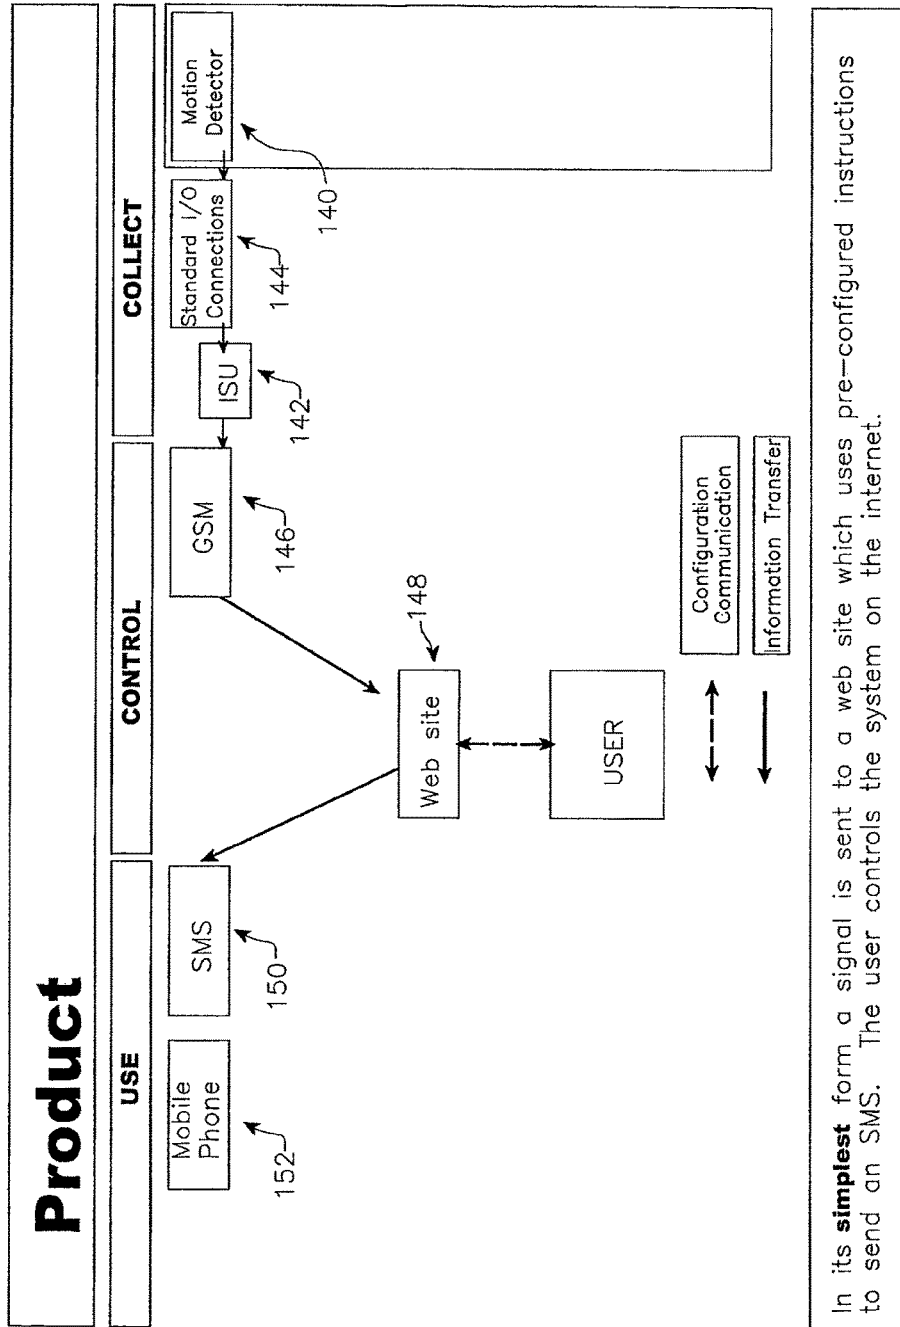 Product
USE
CONTROL
COLLECT
Mobile
Phone
152
SMS
150
GSM
146
ISU
142
Standard I/O
Connections
144
Motion
Detector
140
Web site
148
USER
Configuration
Communication
Information Transfer
In its simplest form a signal is sent to a web site which uses pre-configured instructions
to send an SMS. The user controls the system on the internet.